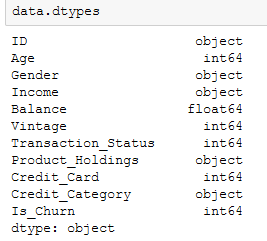 data.dtypes
ID object
Age int64
Gender object
Income object
Balance float64
Vintage int64
Transaction_Status int64
Product_Holdings object
Credit_Card int64
Credit_Category object
Is_Churn int64
dtype: object